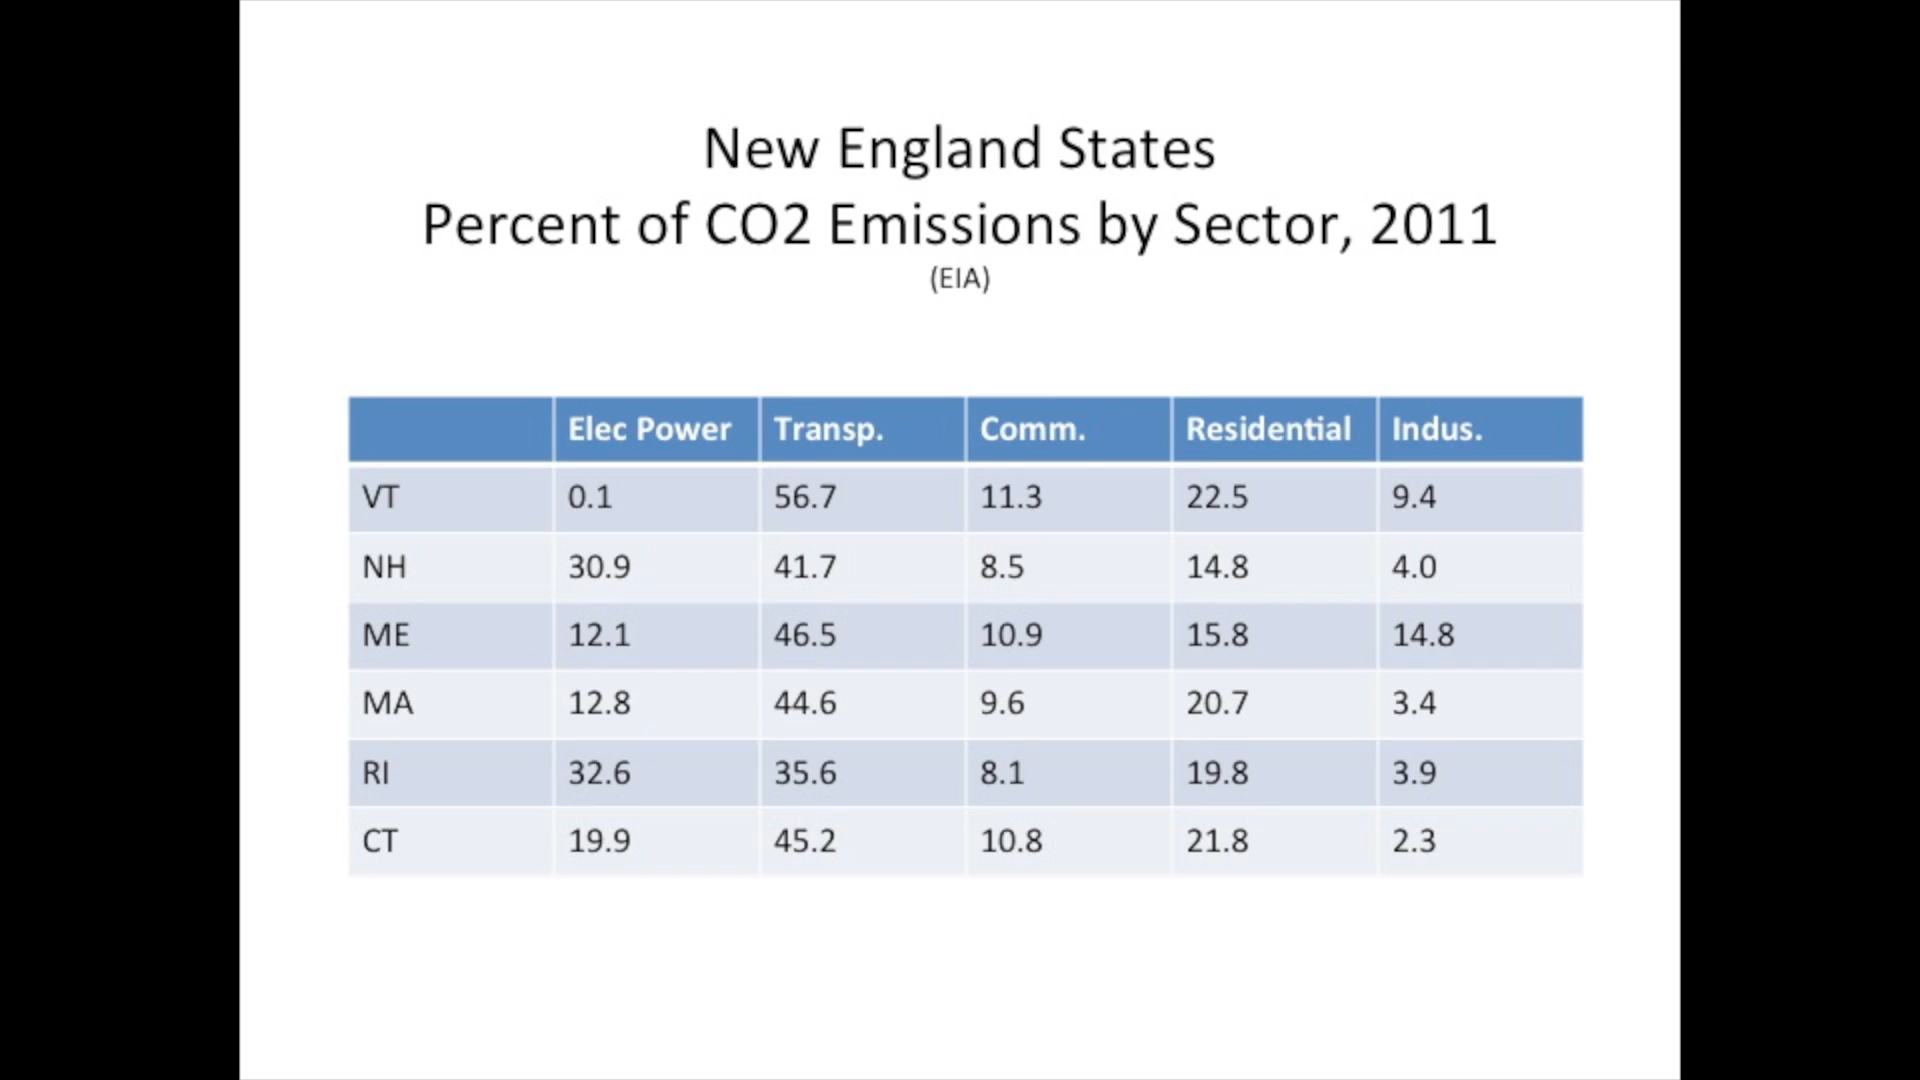 New England States
Percent of CO2 Emissions by Sector, 2011
(EIA)
Elec Power Transp. Comm. Residential Indus.
VT 0.1 56.7 11.3 22.5 9.4
NH 30.9 41.7 8.5 14.8 4.0
ME 12.1 46.5 10.9 15.8 14.8
MA 12.8 44.6 9.6 20.7 3.4
RI 32.6 35.6 8.1 19.8 3.9
CT 19.9 45.2 10.8 21.8 2.3